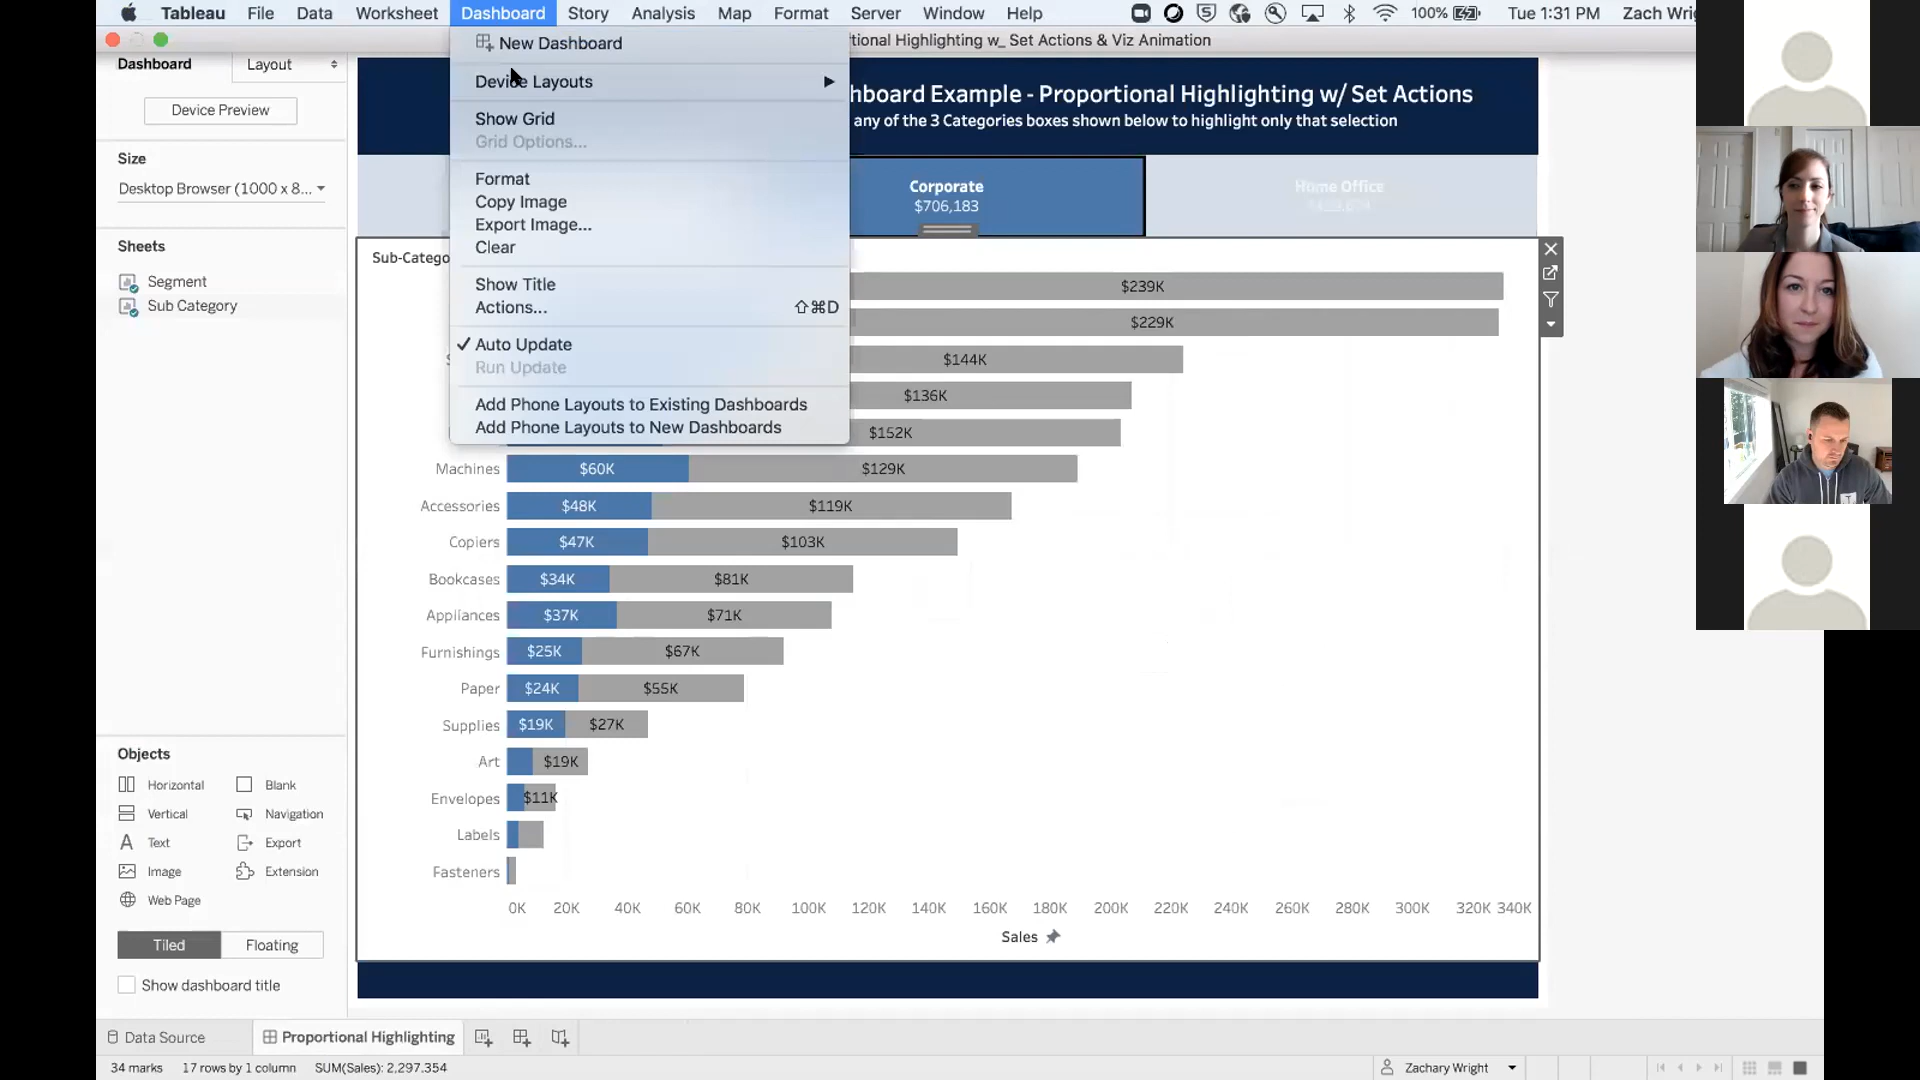 Tableau File Data Worksheet Dashboard Story Analysis Map Format Server Window Help 100% Tue 1:31 PM Zach Wrig
tional Highlighting w_ Set Actions & Viz Animation
Dashboard Layout
Device Preview
Size
Desktop Browser (1000 x 8...
Sheets
Segment
Sub Category
Objects
Horizontal Blank
Vertical Navigation
Text Export
Image Extension
Web Page
Tiled Floating
Show dashboard title
New Dashboard
Device Layouts
Show Grid
Grid Options...
Format
Copy Image
Export Image...
Clear
Show Title
Actions... ⇧⌘D
Auto Update
Run Update
Add Phone Layouts to Existing Dashboards
Add Phone Layouts to New Dashboards
hboard Example - Proportional Highlighting w/ Set Actions
any of the 3 Categories boxes shown below to highlight only that selection
Corporate
$706,183
Home Office
Sub-Catego
$239K
$229K
$144K
$136K
$152K
Machines $60K $129K
Accessories $48K $119K
Copiers $47K $103K
Bookcases $34K $81K
Appliances $37K $71K
Furnishings $25K $67K
Paper $24K $55K
Supplies $19K $27K
Art $19K
Envelopes $11K
Labels
Fasteners
0K 20K 40K 60K 80K 100K 120K 140K 160K 180K 200K 220K 240K 260K 280K 300K 320K 340K
Sales
Data Source Proportional Highlighting
34 marks 17 rows by 1 column SUM(Sales): 2,297,354 Zachary Wright